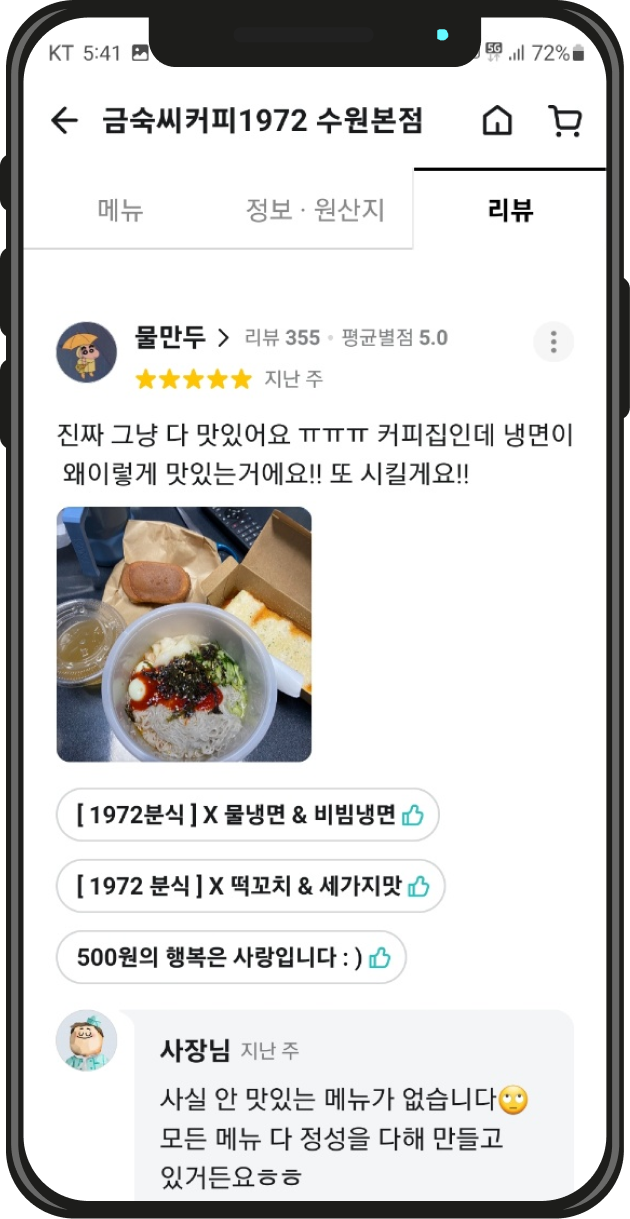 KT 5:41 5G 72%
금숙씨커피1972 수원본점
메뉴 정보 · 원산지 리뷰
물만두 리뷰 355 • 평균별점 5.0
지난 주
진짜 그냥 다 맛있어요 ㅠㅠㅠ 커피집인데 냉면이
왜이렇게 맛있는거에요!! 또 시킬게요!!
[ 1972분식 ] X 물냉면 & 비빔냉면
[ 1972 분식 ] X 떡꼬치 & 세가지맛
500원의 행복은 사랑입니다 : )
사장님 지난 주
사실 안 맛있는 메뉴가 없습니다🙄
모든 메뉴 다 정성을 다해 만들고
있거든요ㅎㅎ